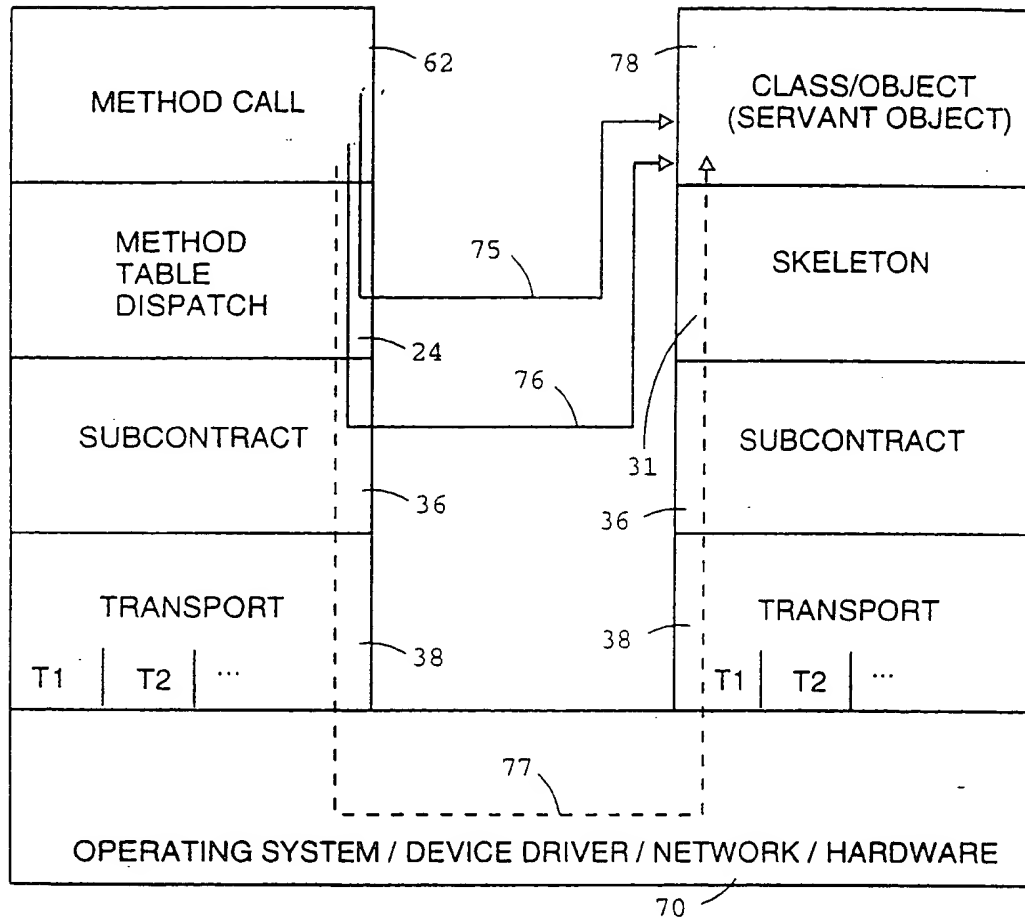 62
METHOD CALL
78
CLASS/OBJECT
(SERVANT OBJECT)
METHOD
TABLE
DISPATCH
75
SKELETON
24
76
31
SUBCONTRACT
36
SUBCONTRACT
36
TRANSPORT
38
T1 T2 ...
TRANSPORT
38
T1 T2 ...
77
OPERATING SYSTEM / DEVICE DRIVER / NETWORK / HARDWARE
70